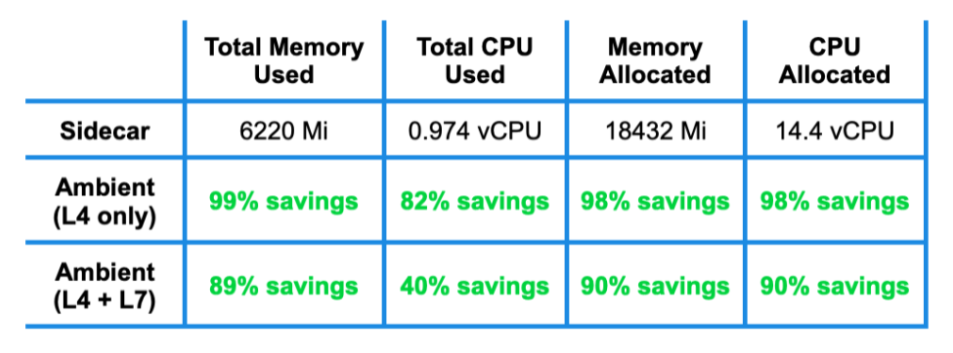 Total Memory Used
Total CPU Used
Memory Allocated
CPU Allocated
Sidecar
6220 Mi
0.974 vCPU
18432 Mi
14.4 vCPU
Ambient (L4 only)
99% savings
82% savings
98% savings
98% savings
Ambient (L4 + L7)
89% savings
40% savings
90% savings
90% savings